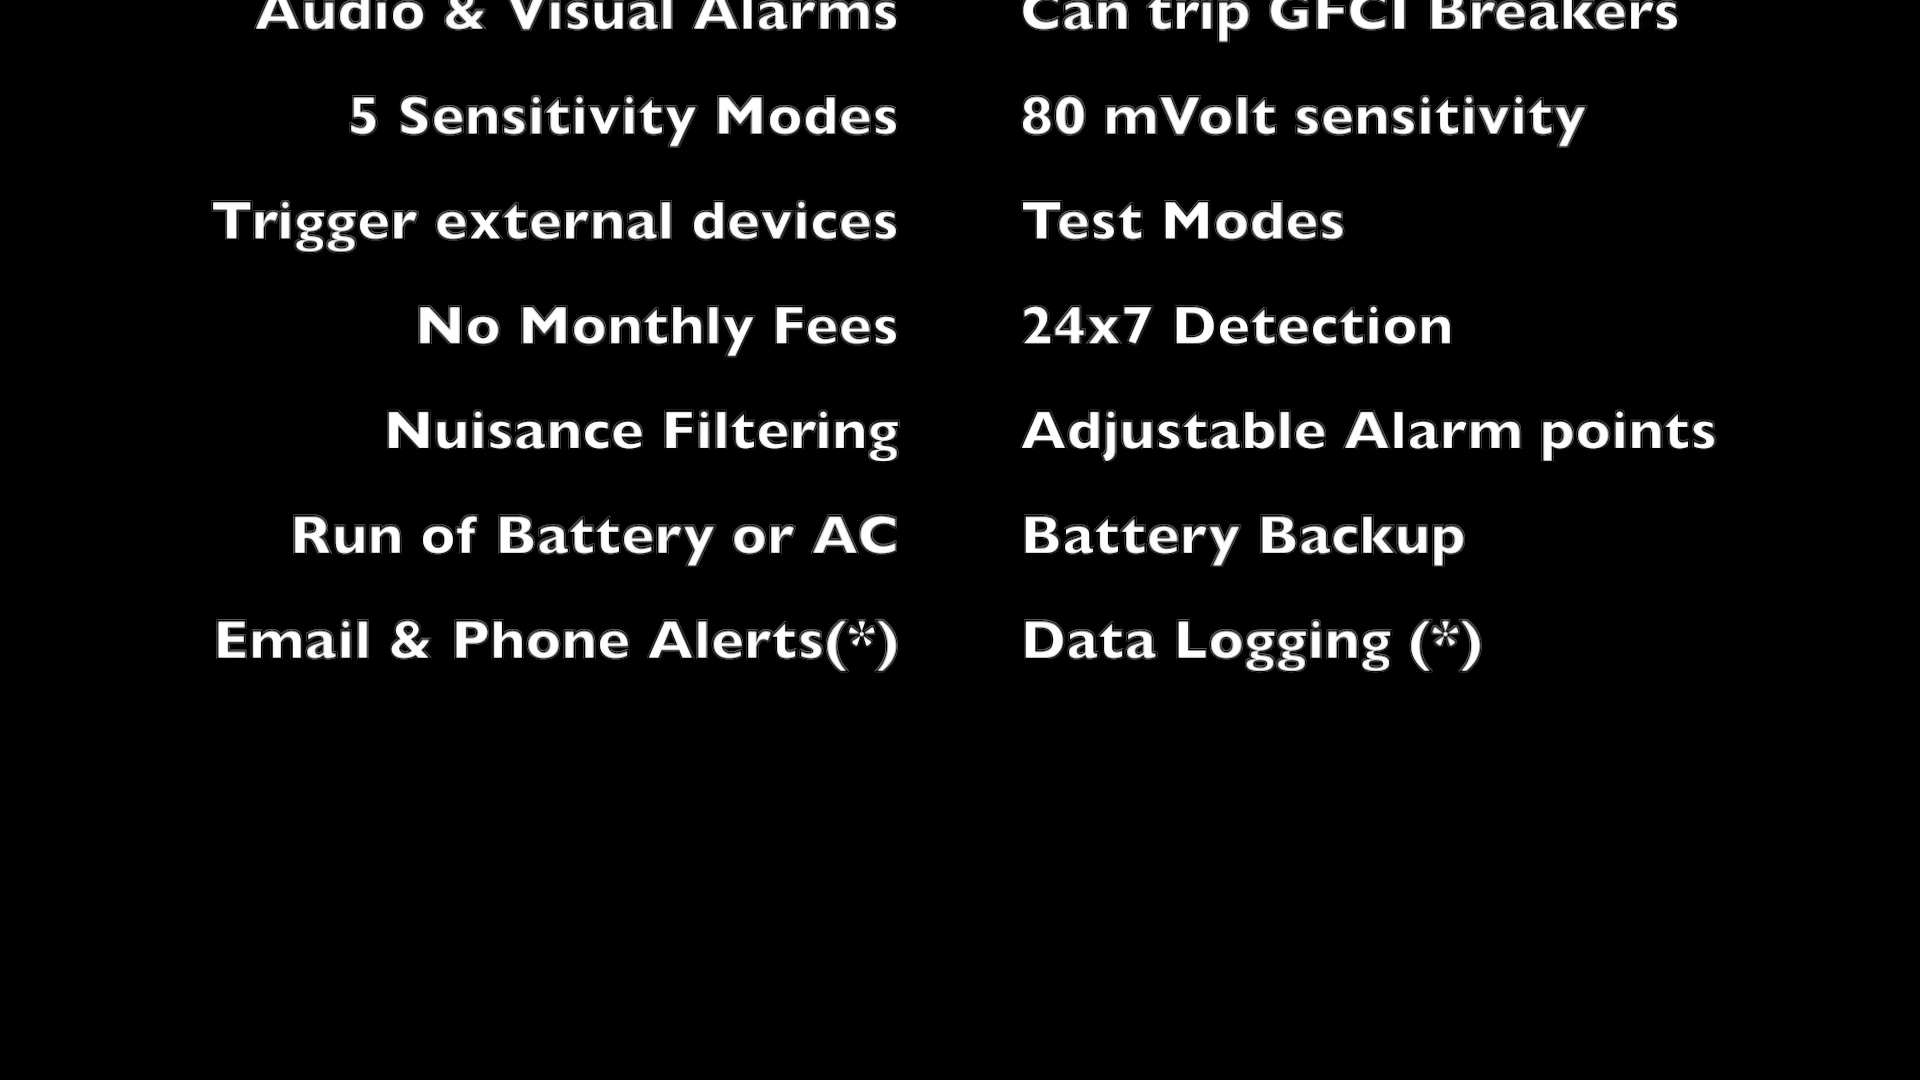 Audio & Visual Alarms Can trip GFCI Breakers
5 Sensitivity Modes 80 mVolt sensitivity
Trigger external devices Test Modes
No Monthly Fees 24x7 Detection
Nuisance Filtering Adjustable Alarm points
Run of Battery or AC Battery Backup
Email & Phone Alerts(*) Data Logging (*)